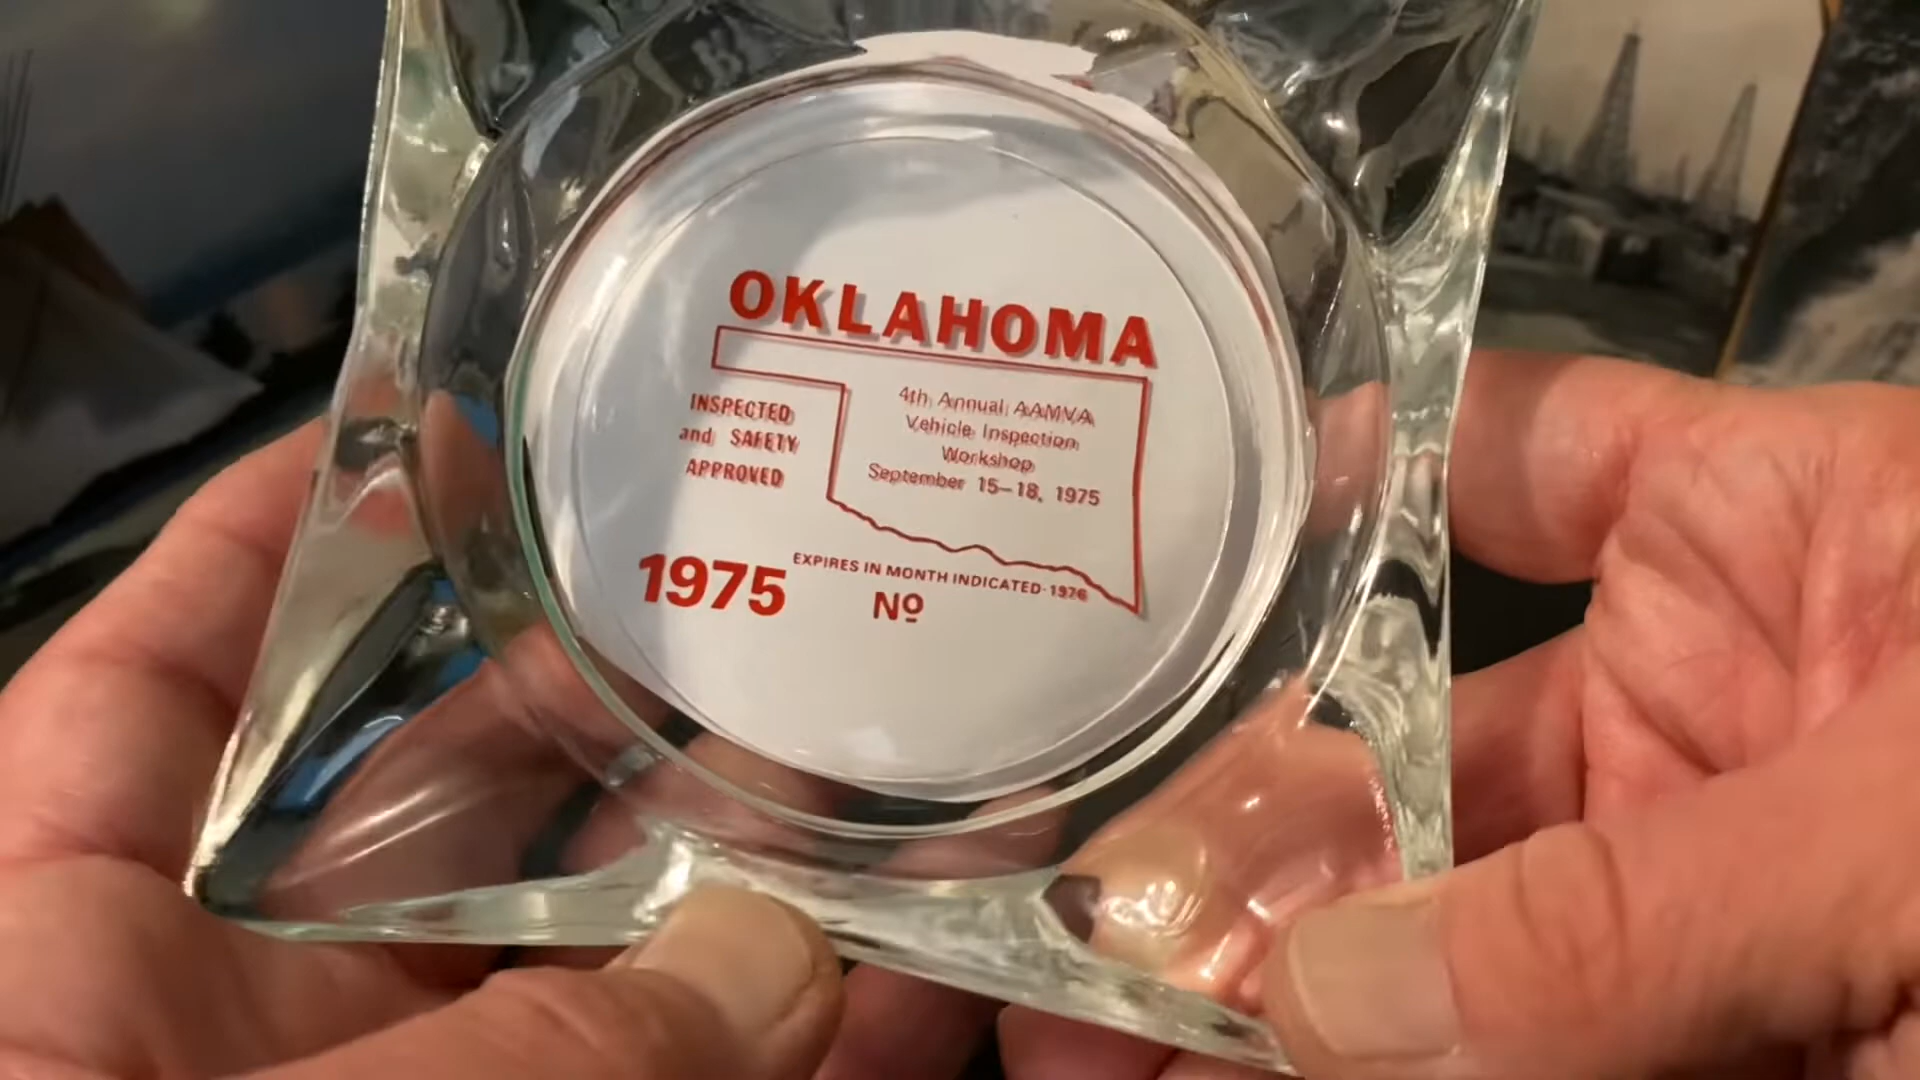 OKLAHOMA
4th Annual AAMVA
Vehicle Inspection
Workshop
September 15-18, 1975
INSPECTED
and SAFETY
APPROVED
1975
EXPIRES IN MONTH INDICATED-1976
Nº